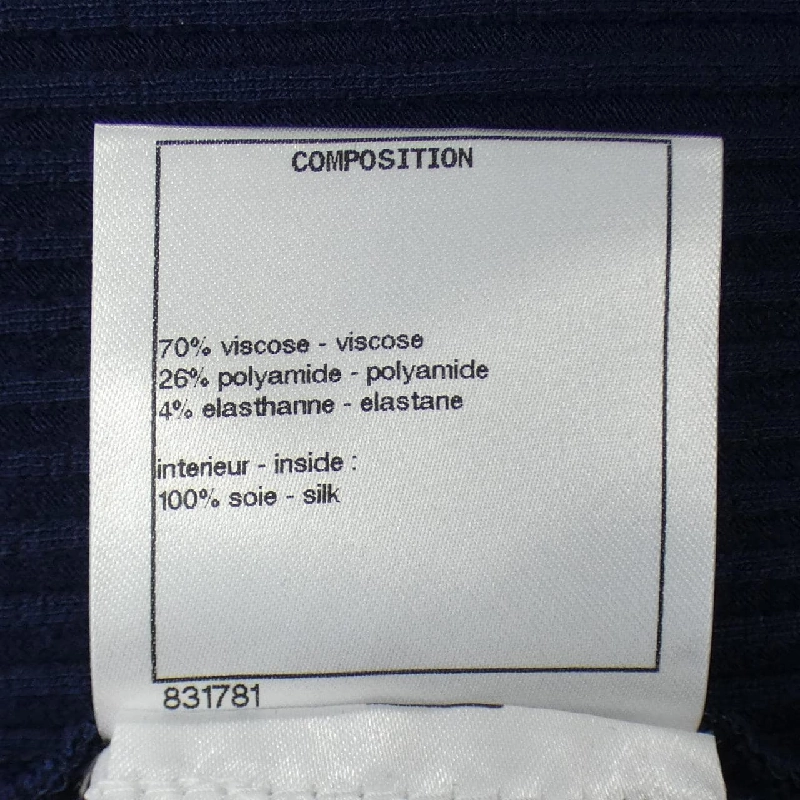 COMPOSITION
70% viscose - viscose
26% polyamide - polyamide
4% elasthanne - elastane
interieur - inside :
100% soie - silk
831781